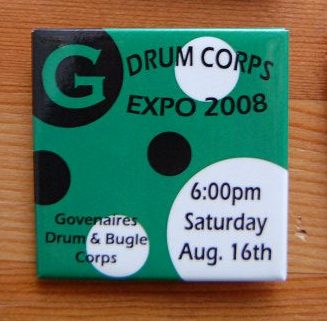 G
DRUM CORPS
EXPO 2008
6:00pm
Saturday
Aug. 16th
Govenaires
Drum & Bugle
Corps